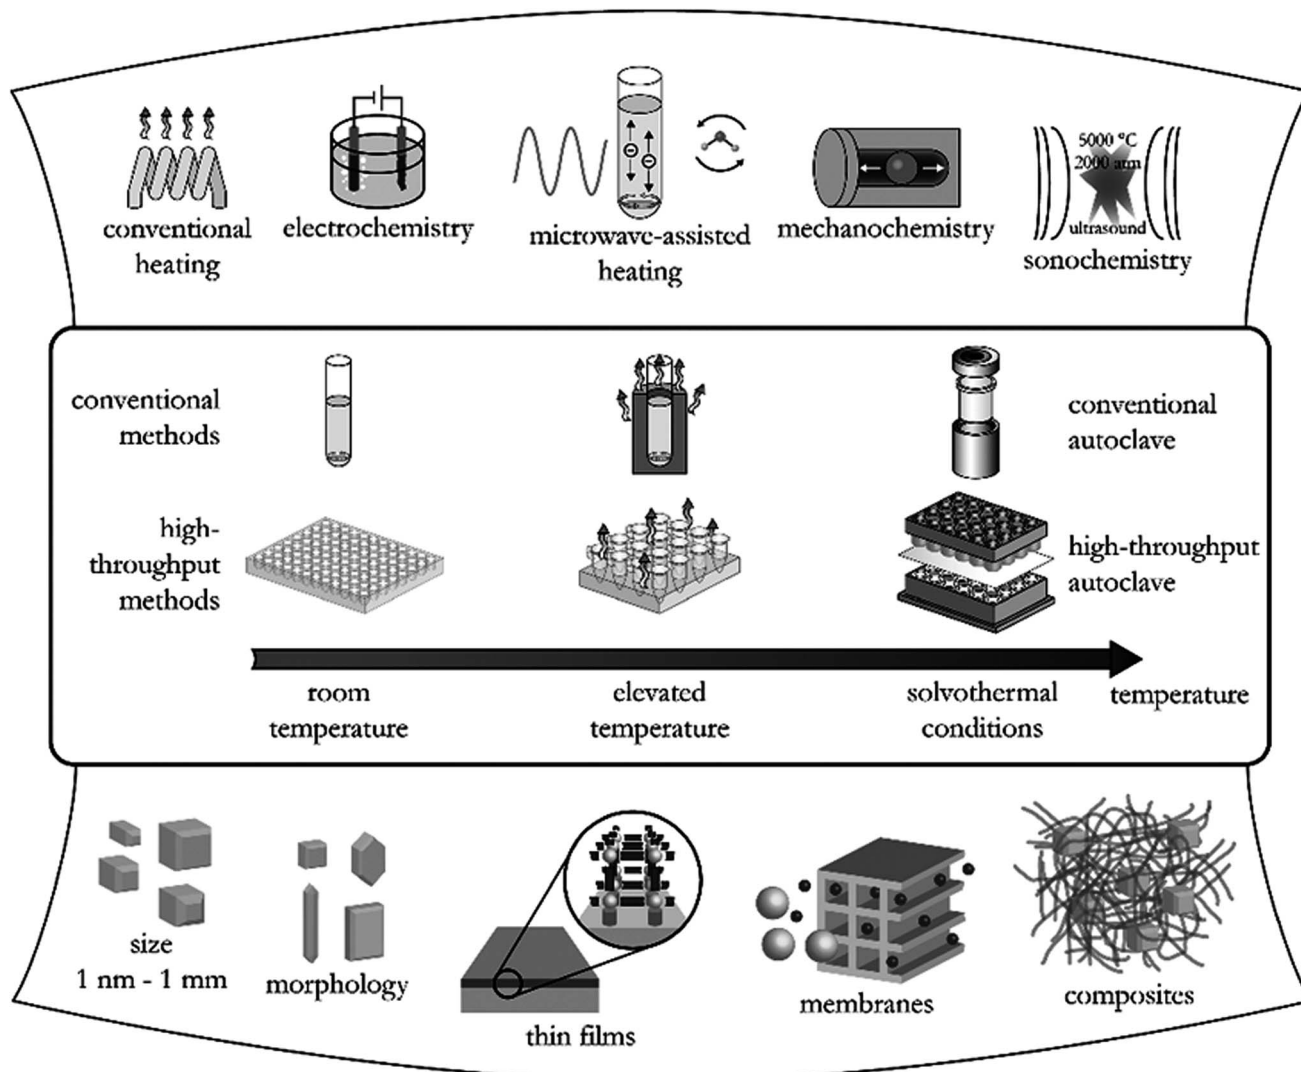 conventional
heating
electrochemistry
microwave-assisted
heating
mechanochemistry
5000 °C
2000 atm
ultrasound
sonochemistry
conventional
methods
conventional
autoclave
high-
throughput
methods
high-throughput
autoclave
room
temperature
elevated
temperature
solvothermal
conditions
temperature
size
1 nm - 1 mm
morphology
thin films
membranes
composites